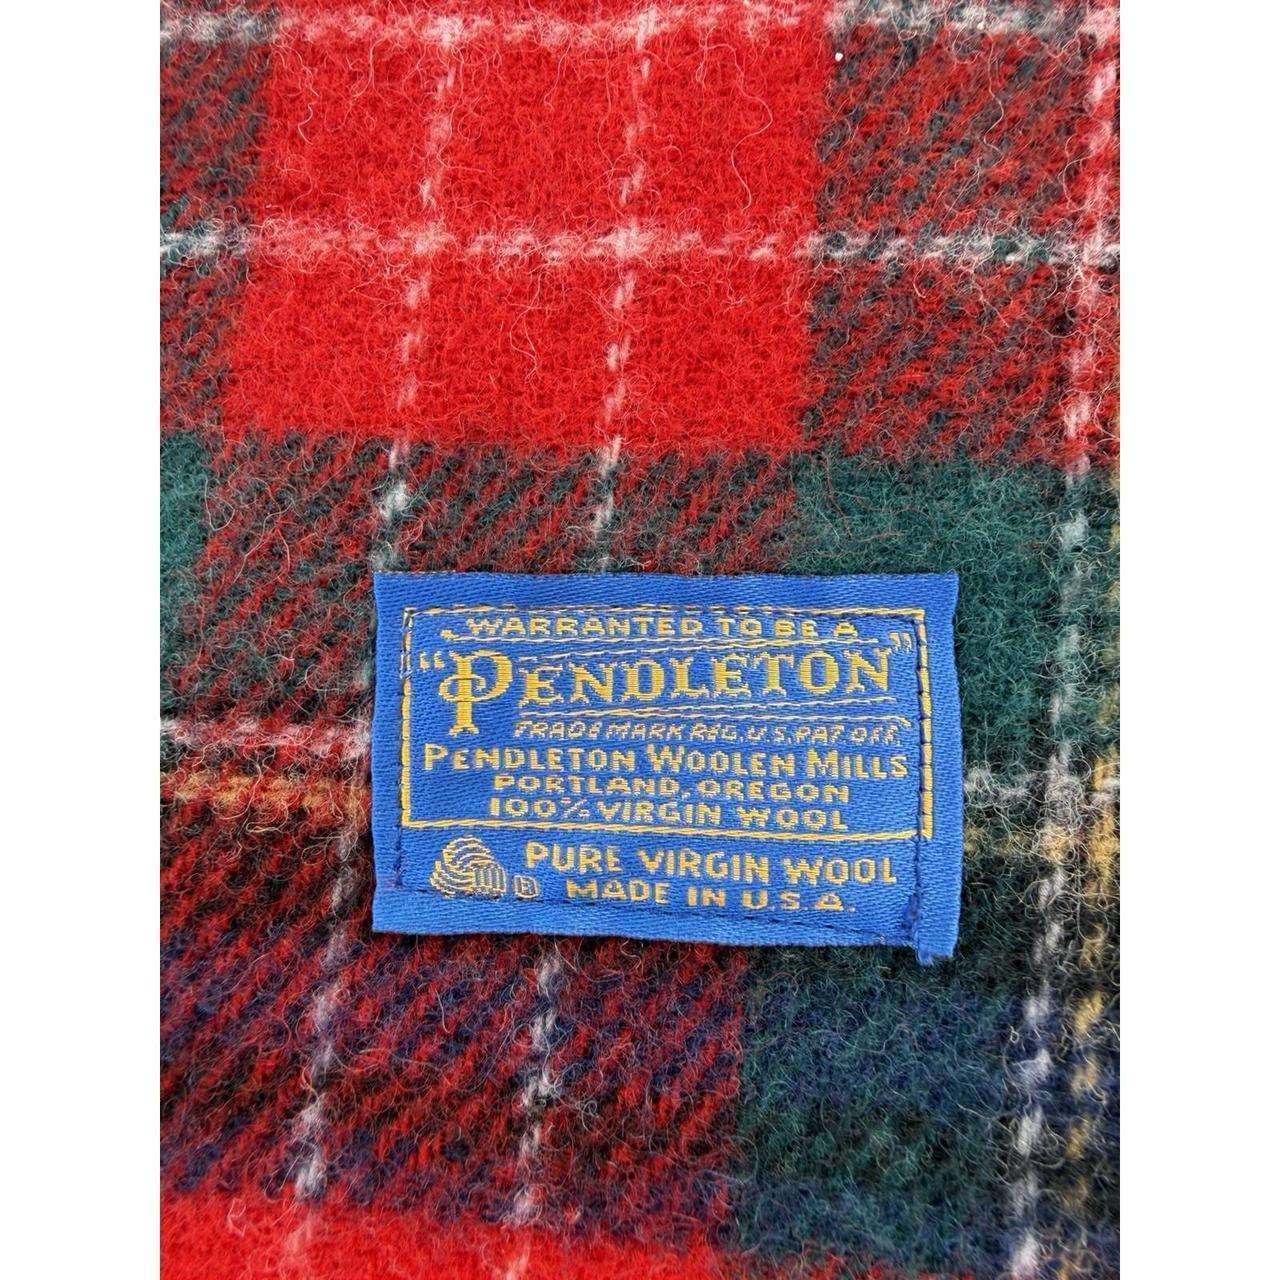 WARRANTED TO BE A
"PENDLETON"
TRADE MARK REG. U.S. PAT. OFF.
PENDLETON WOOLEN MILLS
PORTLAND, OREGON
100% VIRGIN WOOL
PURE VIRGIN WOOL
® MADE IN U.S.A.